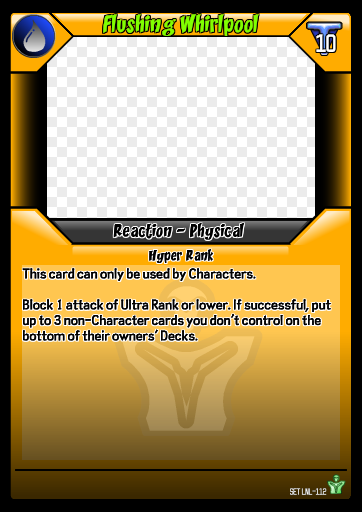 Flushing Whirlpool
10
Reaction - Physical
Hyper Rank
This card can only be used by Characters.
Block 1 attack of Ultra Rank or lower. If successful, put
up to 3 non-Character cards you don't control on the
bottom of their owners' Decks.
SET LNL-112